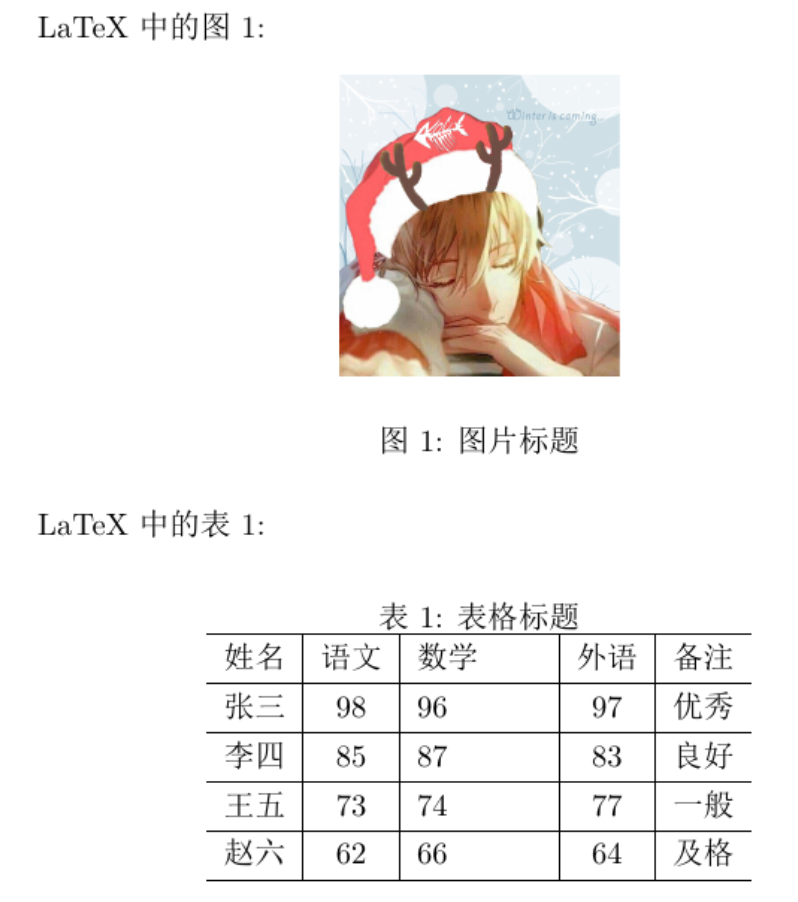 LaTeX 中的图 1:
Winter is coming
图 1: 图片标题
LaTeX 中的表 1:
表 1: 表格标题
姓名 语文 数学 外语 备注
张三 98 96 97 优秀
李四 85 87 83 良好
王五 73 74 77 一般
赵六 62 66 64 及格